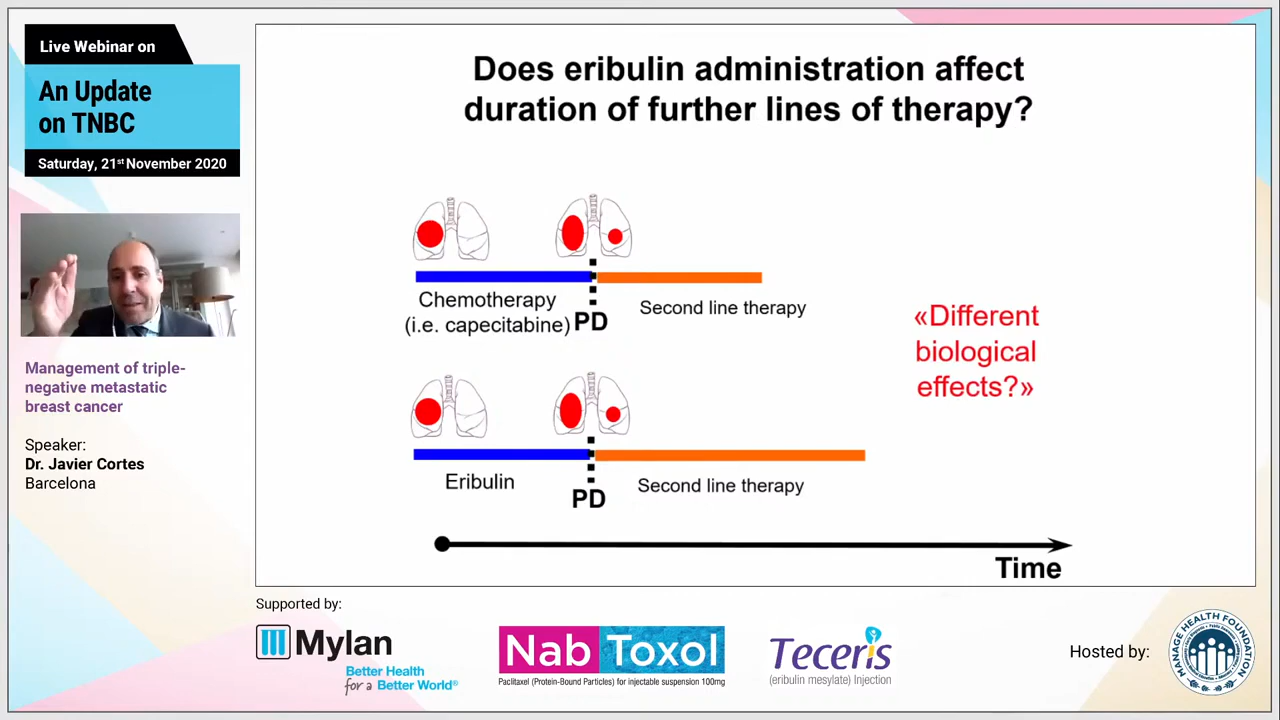 Live Webinar on
An Update
on TNBC
Saturday, 21st November 2020
Management of triple-
negative metastatic
breast cancer
Speaker:
Dr. Javier Cortes
Barcelona
Does eribulin administration affect
duration of further lines of therapy?
Chemotherapy
(i.e. capecitabine)
PD
Second line therapy
«Different
biological
effects?»
Eribulin
PD
Second line therapy
Time
Supported by:
Mylan
Better Health
for a Better World®
NabToxol
Paclitaxel (Protein-Bound Particles) for injectable suspension 100mg
Teceris
(eribulin mesylate) Injection
Hosted by:
MANAGE HEALTH FOUNDATION